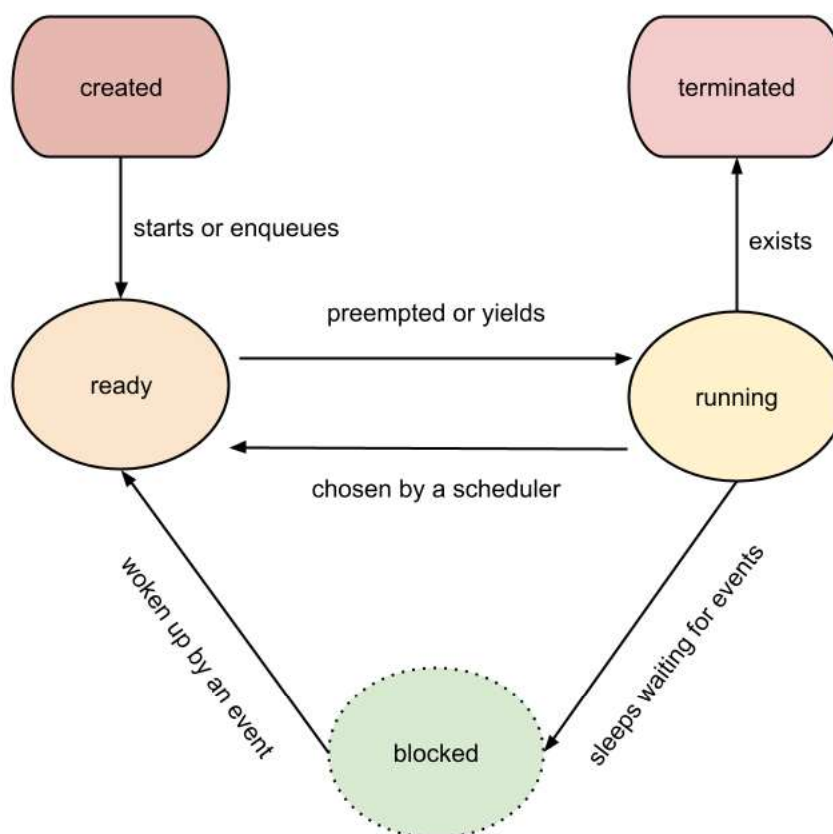 created
terminated
starts or enqueues
exists
preempted or yields
ready
running
chosen by a scheduler
woken up by an event
sleeps waiting for events
blocked